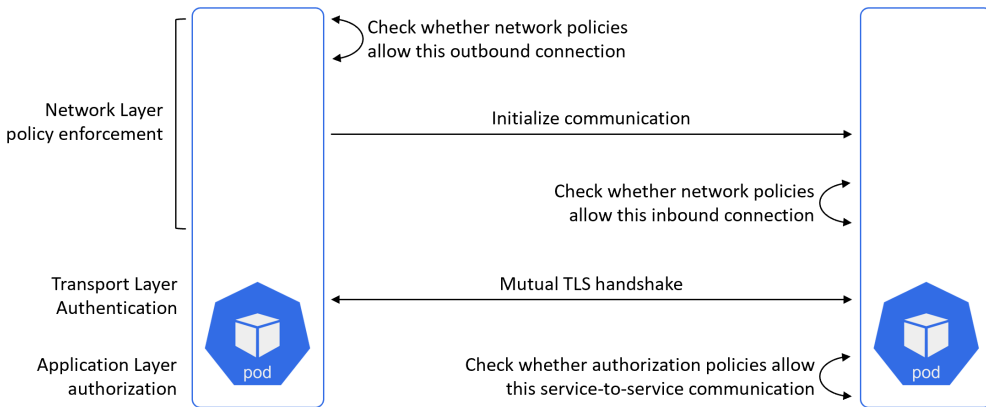 Check whether network policies
allow this outbound connection
Network Layer
policy enforcement
Initialize communication
Check whether network policies
allow this inbound connection
Transport Layer
Authentication
Mutual TLS handshake
Application Layer
authorization
Check whether authorization policies allow
this service-to-service communication
pod
pod